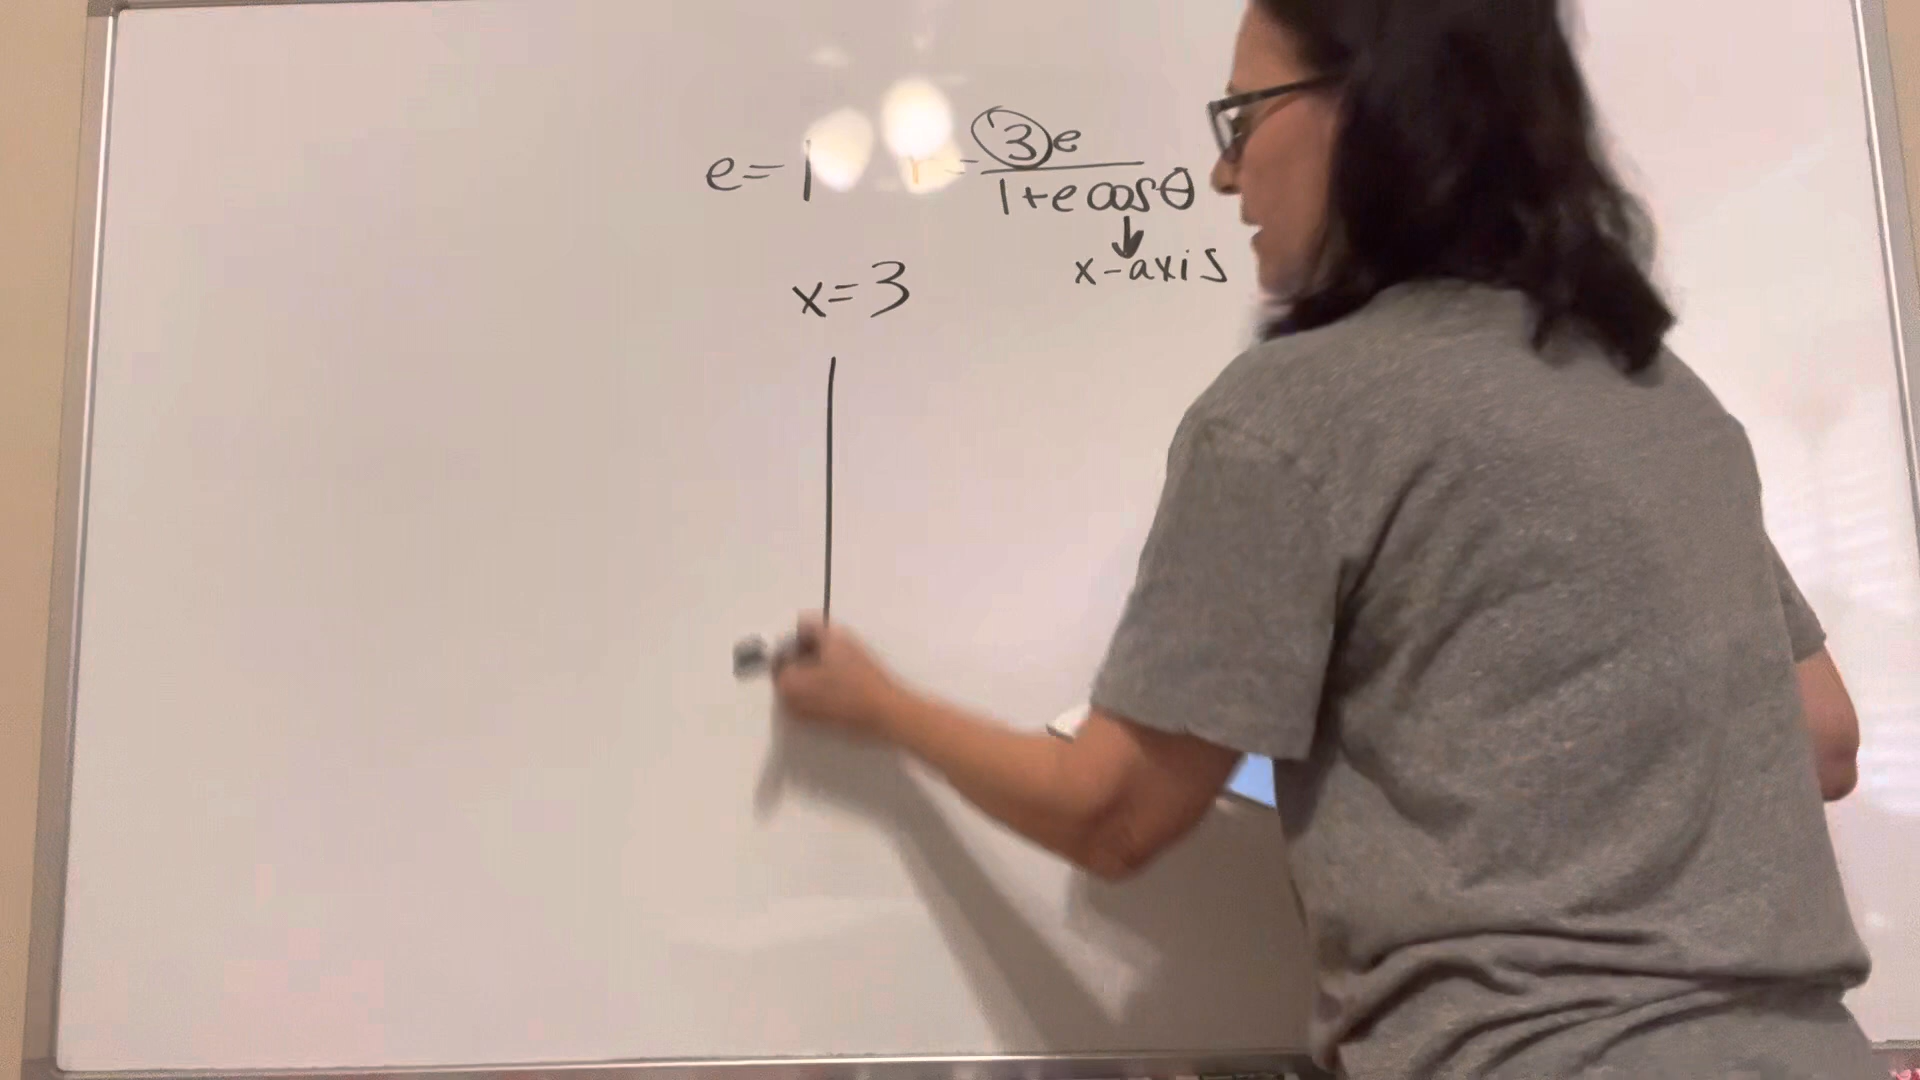 e=1 r=3e/1+e cosθ
↓
x-axis
x=3